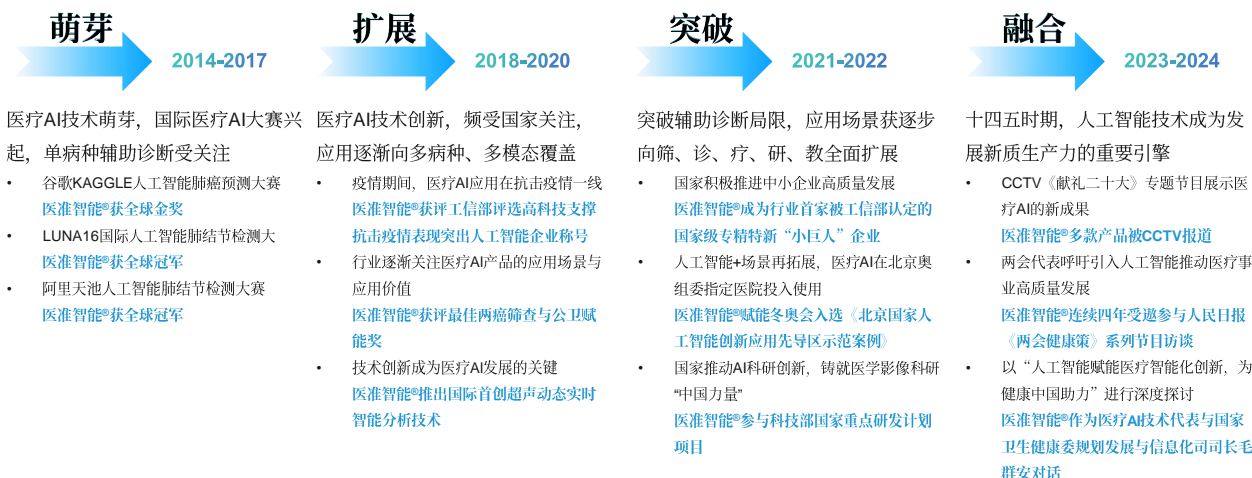 萌芽
2014-2017
医疗AI技术萌芽，国际医疗AI大赛兴
起，单病种辅助诊断受关注
• 谷歌KAGGLE人工智能肺癌预测大赛
医准智能®获全球金奖
• LUNA16国际人工智能肺结节检测大
医准智能®获全球冠军
• 阿里天池人工智能肺结节检测大赛
医准智能®获全球冠军
扩展
2018-2020
医疗AI技术创新，频受国家关注，
应用逐渐向多病种、多模态覆盖
• 疫情期间，医疗AI应用在抗击疫情一线
医准智能®获评工信部评选高科技支撑
抗击疫情表现突出人工智能企业称号
• 行业逐渐关注医疗AI产品的应用场景与
应用价值
医准智能®获评最佳两癌筛查与公卫赋
能奖
• 技术创新成为医疗AI发展的关键
医准智能®推出国际首创超声动态实时
智能分析技术
突破
2021-2022
突破辅助诊断局限，应用场景获逐步
向筛、诊、疗、研、教全面扩展
• 国家积极推进中小企业高质量发展
医准智能®成为行业首家被工信部认定的
国家级专精特新“小巨人”企业
• 人工智能+场景再拓展，医疗AI在北京奥
组委指定医院投入使用
医准智能®赋能冬奥会入选《北京国家人
工智能创新应用先导区示范案例》
• 国家推动AI科研创新，铸就医学影像科研
“中国力量”
医准智能®参与科技部国家重点研发计划
项目
融合
2023-2024
十四五时期，人工智能技术成为发
展新质生产力的重要引擎
• CCTV《献礼二十大》专题节目展示医
疗AI的新成果
医准智能®多款产品被CCTV报道
• 两会代表呼吁引入人工智能推动医疗事
业高质量发展
医准智能®连续四年受邀参与人民日报
《两会健康策》系列节目访谈
• 以“人工智能赋能医疗智能化创新，为
健康中国助力”进行深度探讨
医准智能®作为医疗AI技术代表与国家
卫生健康委规划发展与信息化司司长毛
群安对话